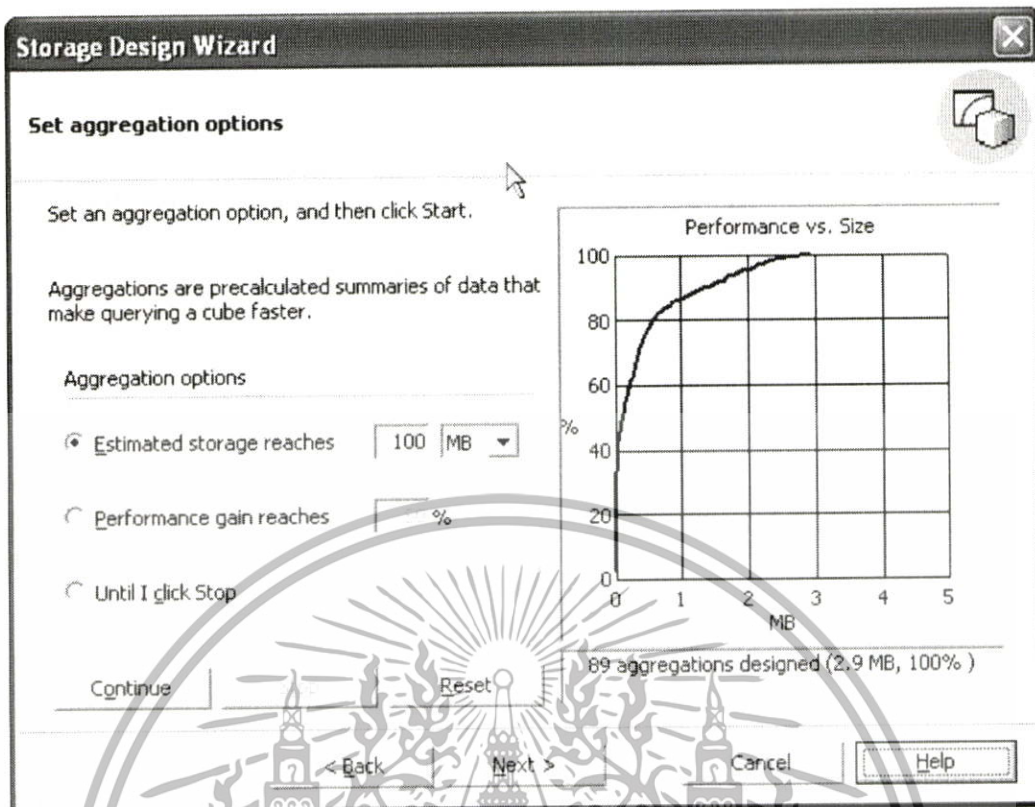 Storage Design Wizard
Set aggregation options
Set an aggregation option, and then click Start.
Aggregations are precalculated summaries of data that
make querying a cube faster.
Aggregation options
Estimated storage reaches 100 MB
Performance gain reaches %
Until I click Stop
Continue
Reset
Performance vs. Size
100
80
60
%
40
20
0
0 1 2 3 4 5
MB
89 aggregations designed (2.9 MB, 100% )
< Back
Next >
Cancel
Help